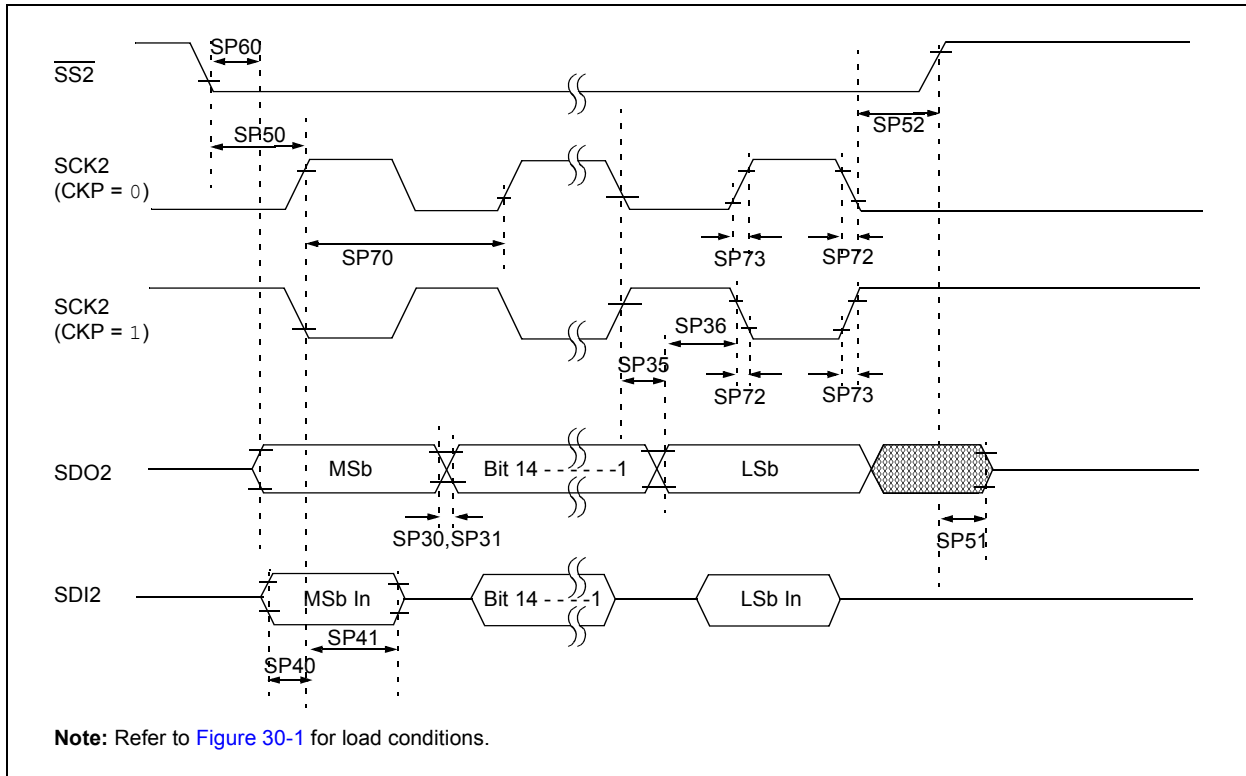 SP60
SS2
SP50
SP52
SCK2
(CKP = 0)
SP70
SP73
SP72
SCK2
(CKP = 1)
SP36
SP35
SP72
SP73
SDO2
MSb
Bit 14 - - - - - -1
LSb
SP30,SP31
SP51
SDI2
MSb In
Bit 14 - - - -1
LSb In
SP41
SP40
Note: Refer to Figure 30-1 for load conditions.